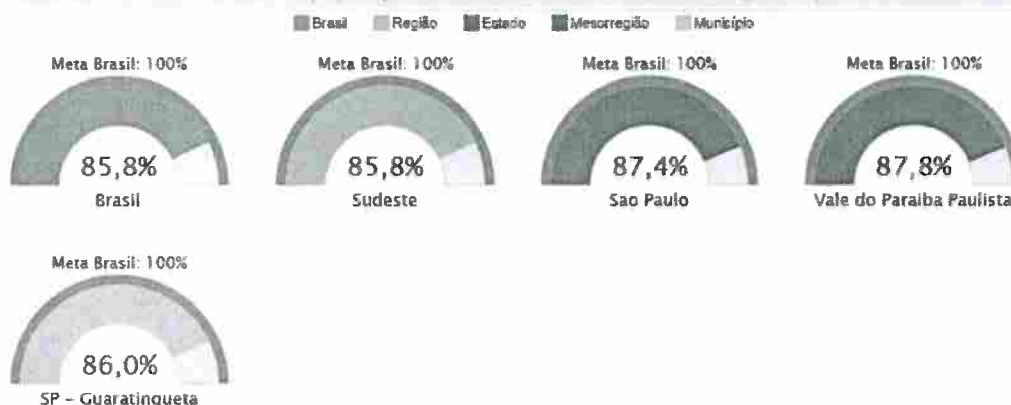 Brasil Região Estado Mesorregião Município
Meta Brasil: 100% Meta Brasil: 100% Meta Brasil: 100% Meta Brasil: 100%
85,8% 85,8% 87,4% 87,8%
Brasil Sudeste Sao Paulo Vale do Paraiba Paulista
Meta Brasil: 100%
86,0%
SP - Guaratingueta